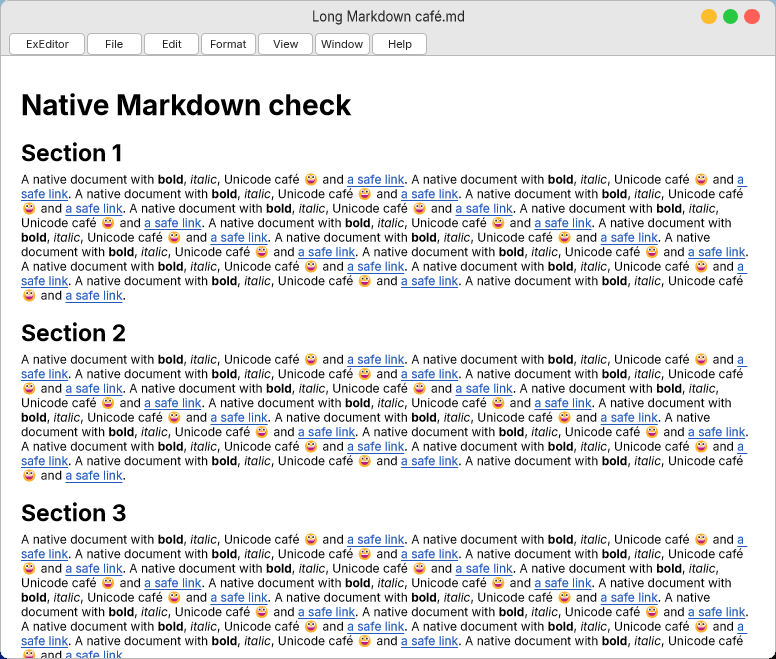 Long Markdown café.md
ExEditor File Edit Format View Window Help
Native Markdown check
Section 1
A native document with bold, italic, Unicode café 😀 and a safe link. A native document with bold, italic, Unicode café 😀 and a
safe link. A native document with bold, italic, Unicode café 😀 and a safe link. A native document with bold, italic, Unicode café
😀 and a safe link. A native document with bold, italic, Unicode café 😀 and a safe link. A native document with bold, italic,
Unicode café 😀 and a safe link. A native document with bold, italic, Unicode café 😀 and a safe link. A native document with
bold, italic, Unicode café 😀 and a safe link. A native document with bold, italic, Unicode café 😀 and a safe link. A native
document with bold, italic, Unicode café 😀 and a safe link. A native document with bold, italic, Unicode café 😀 and a safe link.
A native document with bold, italic, Unicode café 😀 and a safe link. A native document with bold, italic, Unicode café 😀 and a
safe link. A native document with bold, italic, Unicode café 😀 and a safe link. A native document with bold, italic, Unicode café
😀 and a safe link.
Section 2
A native document with bold, italic, Unicode café 😀 and a safe link. A native document with bold, italic, Unicode café 😀 and a
safe link. A native document with bold, italic, Unicode café 😀 and a safe link. A native document with bold, italic, Unicode café
😀 and a safe link. A native document with bold, italic, Unicode café 😀 and a safe link. A native document with bold, italic,
Unicode café 😀 and a safe link. A native document with bold, italic, Unicode café 😀 and a safe link. A native document with
bold, italic, Unicode café 😀 and a safe link. A native document with bold, italic, Unicode café 😀 and a safe link. A native
document with bold, italic, Unicode café 😀 and a safe link. A native document with bold, italic, Unicode café 😀 and a safe link.
A native document with bold, italic, Unicode café 😀 and a safe link. A native document with bold, italic, Unicode café 😀 and a
safe link. A native document with bold, italic, Unicode café 😀 and a safe link. A native document with bold, italic, Unicode café
😀 and a safe link.
Section 3
A native document with bold, italic, Unicode café 😀 and a safe link. A native document with bold, italic, Unicode café 😀 and a
safe link. A native document with bold, italic, Unicode café 😀 and a safe link. A native document with bold, italic, Unicode café
😀 and a safe link. A native document with bold, italic, Unicode café 😀 and a safe link. A native document with bold, italic,
Unicode café 😀 and a safe link. A native document with bold, italic, Unicode café 😀 and a safe link. A native document with
bold, italic, Unicode café 😀 and a safe link. A native document with bold, italic, Unicode café 😀 and a safe link. A native
document with bold, italic, Unicode café 😀 and a safe link. A native document with bold, italic, Unicode café 😀 and a safe link.
A native document with bold, italic, Unicode café 😀 and a safe link. A native document with bold, italic, Unicode café 😀 and a
safe link. A native document with bold, italic, Unicode café 😀 and a safe link. A native document with bold, italic, Unicode café
😀 and a safe link.